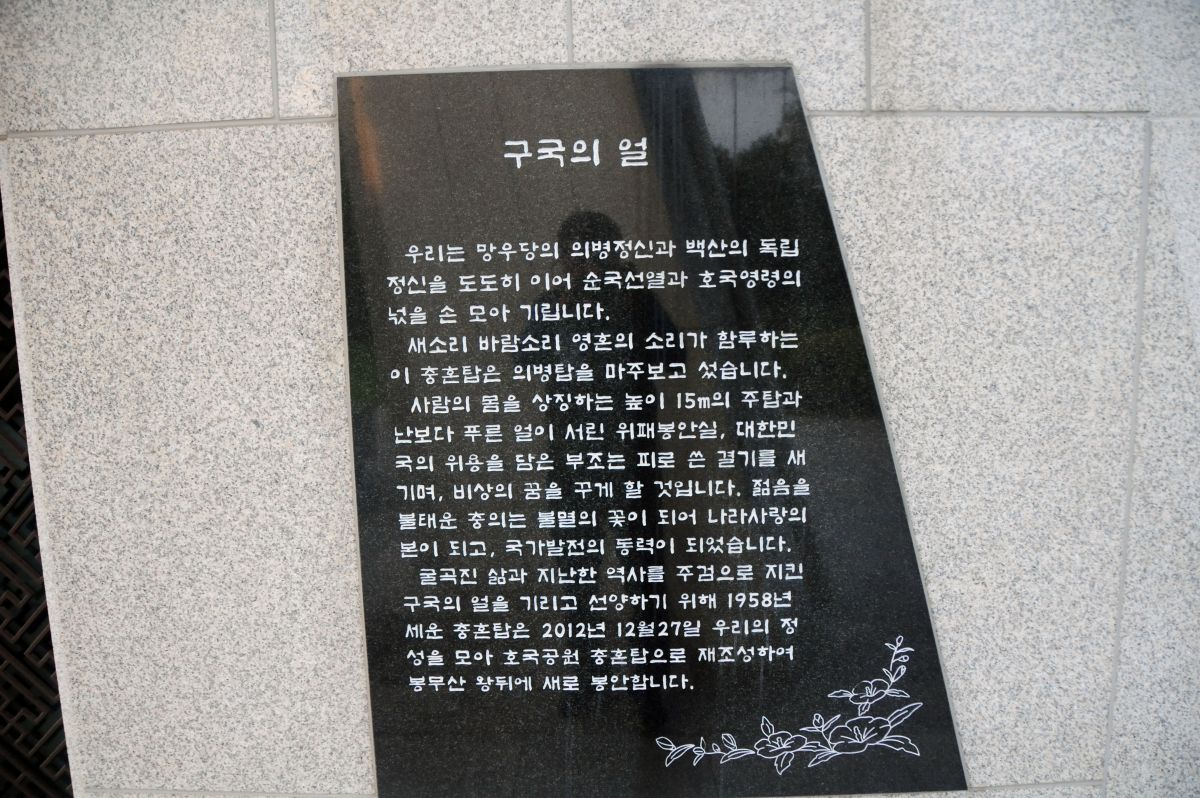 구국의 얼
우리는 망우당의 의병정신과 백산의 독립
정신을 도도히 이어 순국선열과 호국영령의
넋을 손 모아 기립니다.
새소리 바람소리 영혼의 소리가 함루하는
이 충혼탑은 의병탑을 마주보고 섰습니다.
사람의 몸을 상징하는 높이 15m의 주탑과
난보다 푸른 얼이 서린 위패봉안실, 대한민
국의 위용을 담은 부조는 피로 쓴 결기를 새
기며, 비상의 꿈을 꾸게 할 것입니다. 젊음을
불태운 충의는 불멸의 꽃이 되어 나라사랑의
본이 되고, 국가발전의 동력이 되었습니다.
굴곡진 삶과 지난한 역사를 주검으로 지킨
구국의 얼을 기리고 선양하기 위해 1958년
세운 충혼탑은 2012년 12월27일 우리의 정
성을 모아 호국공원 충혼탑으로 재조성하여
봉무산 왕뒤에 새로 봉안합니다.